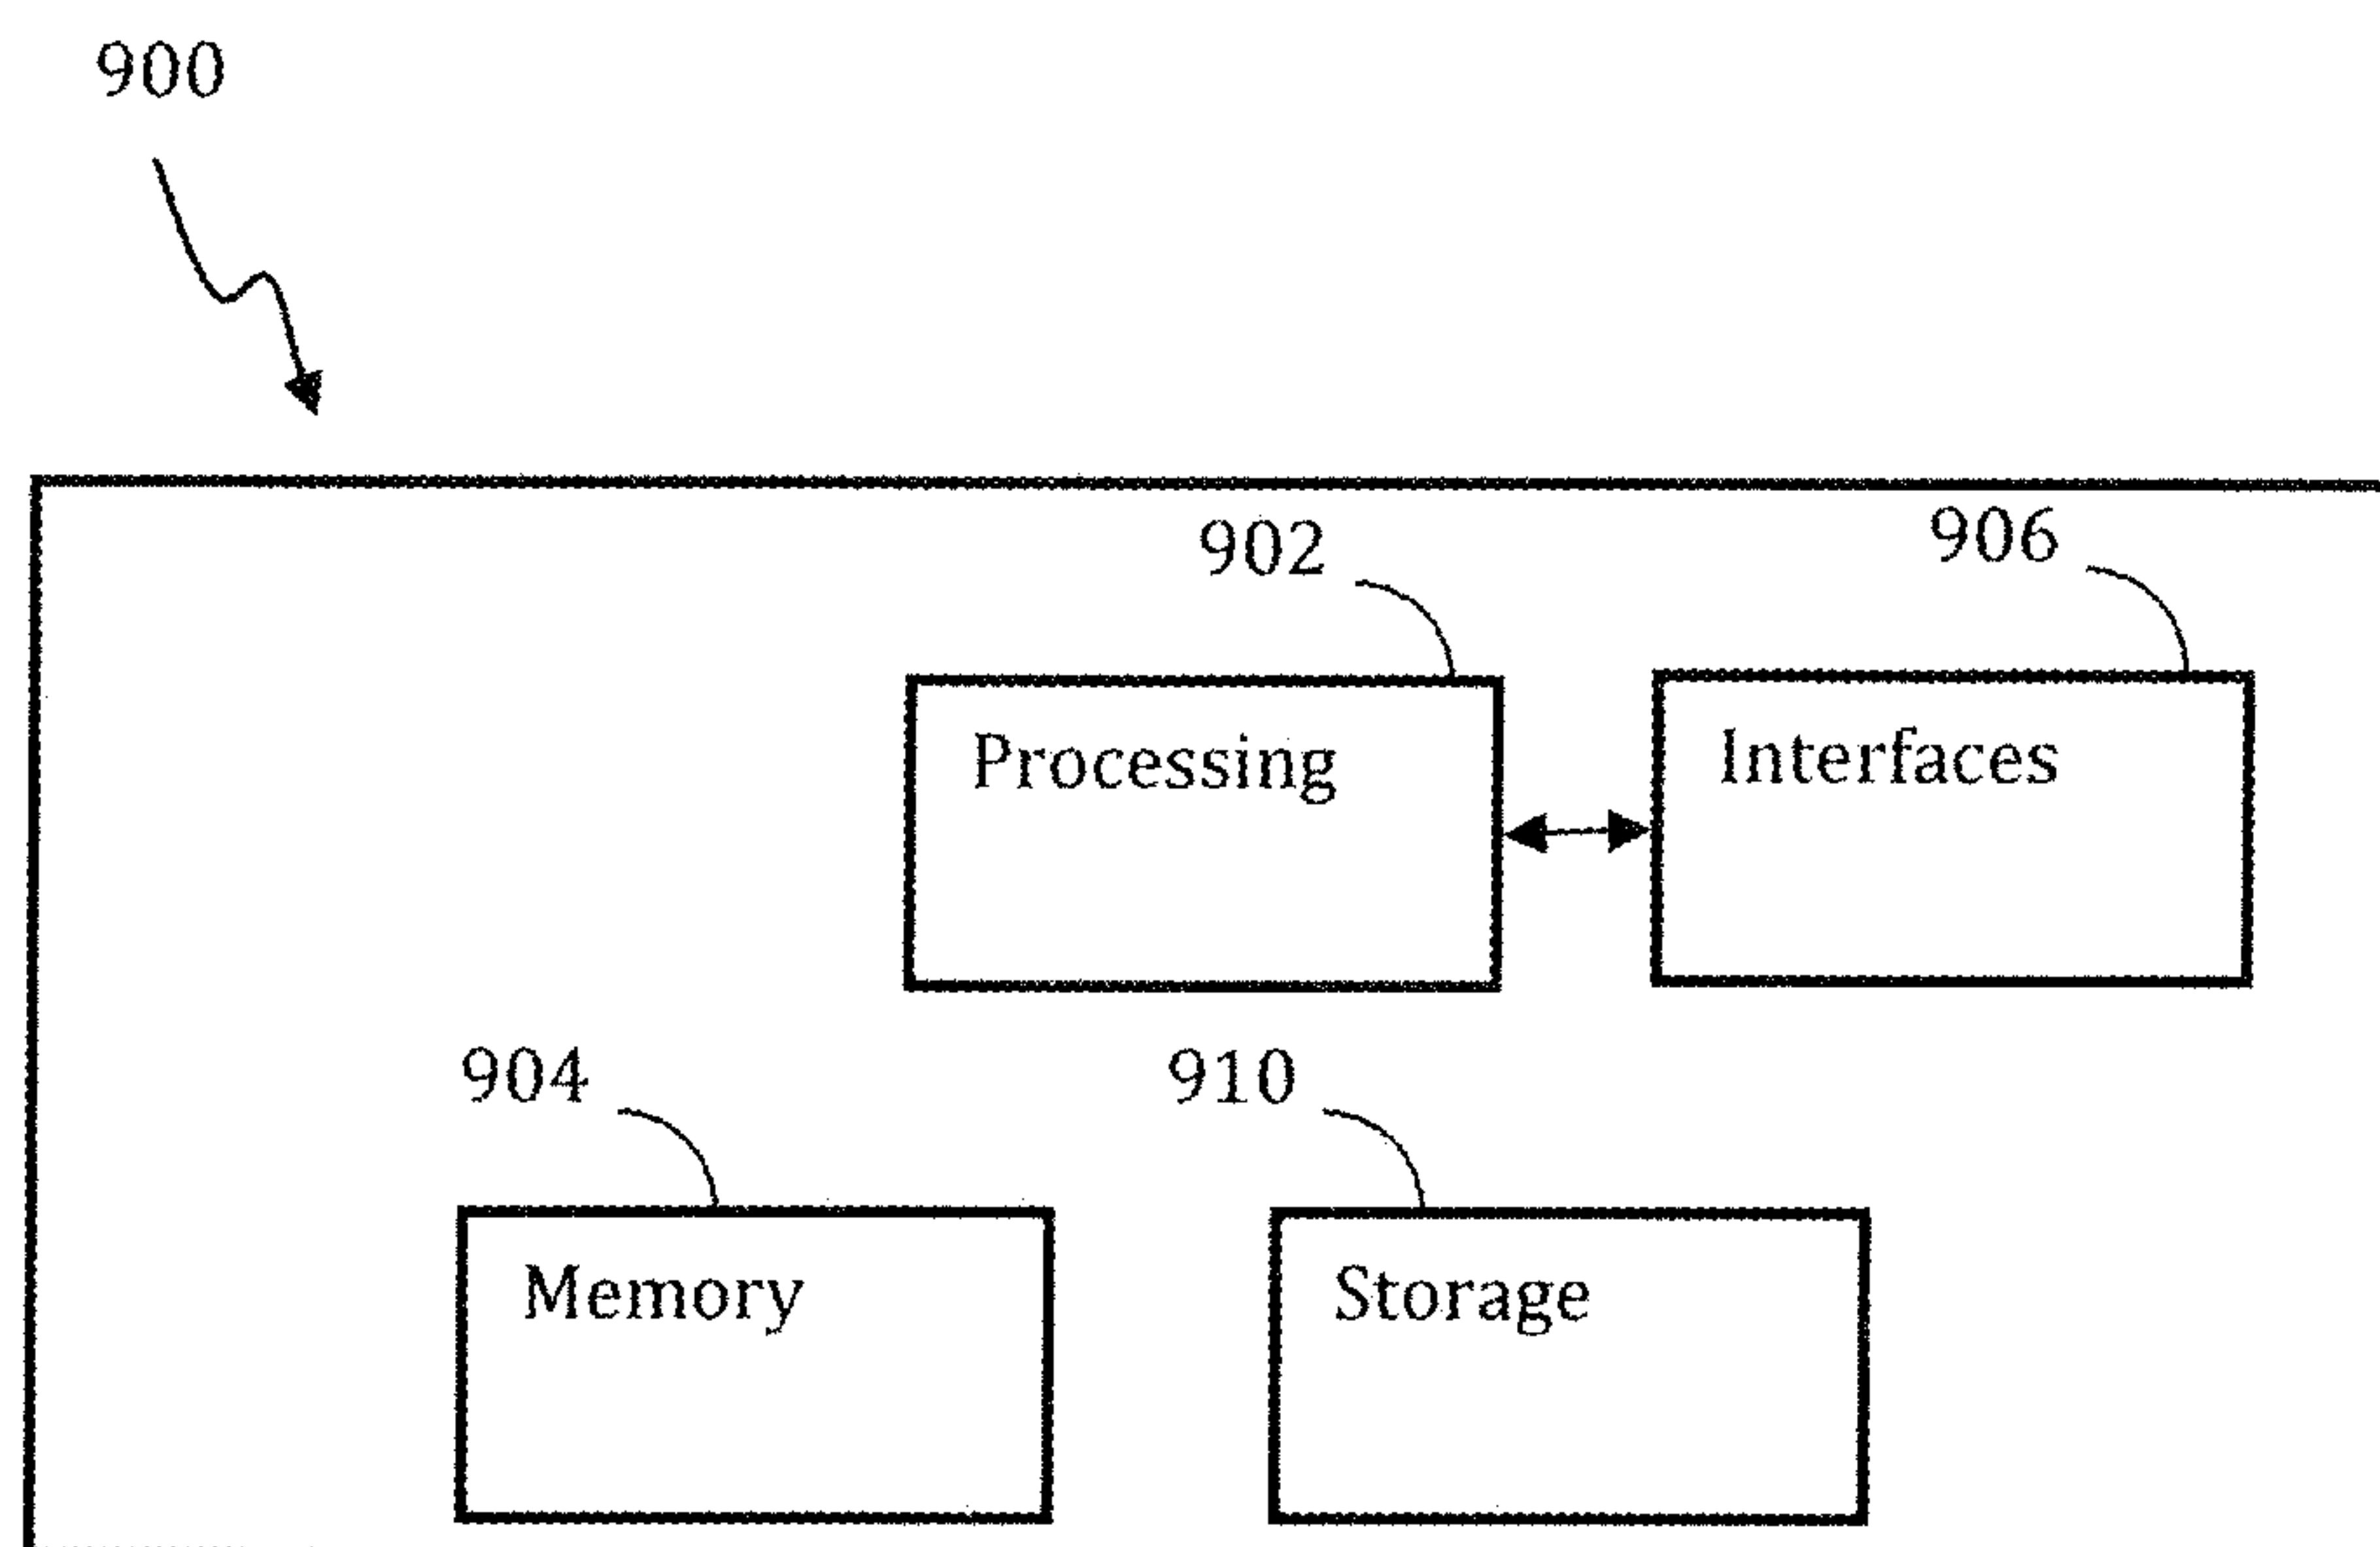 900
902
906
Processing
Interfaces
904
910
Memory
Storage